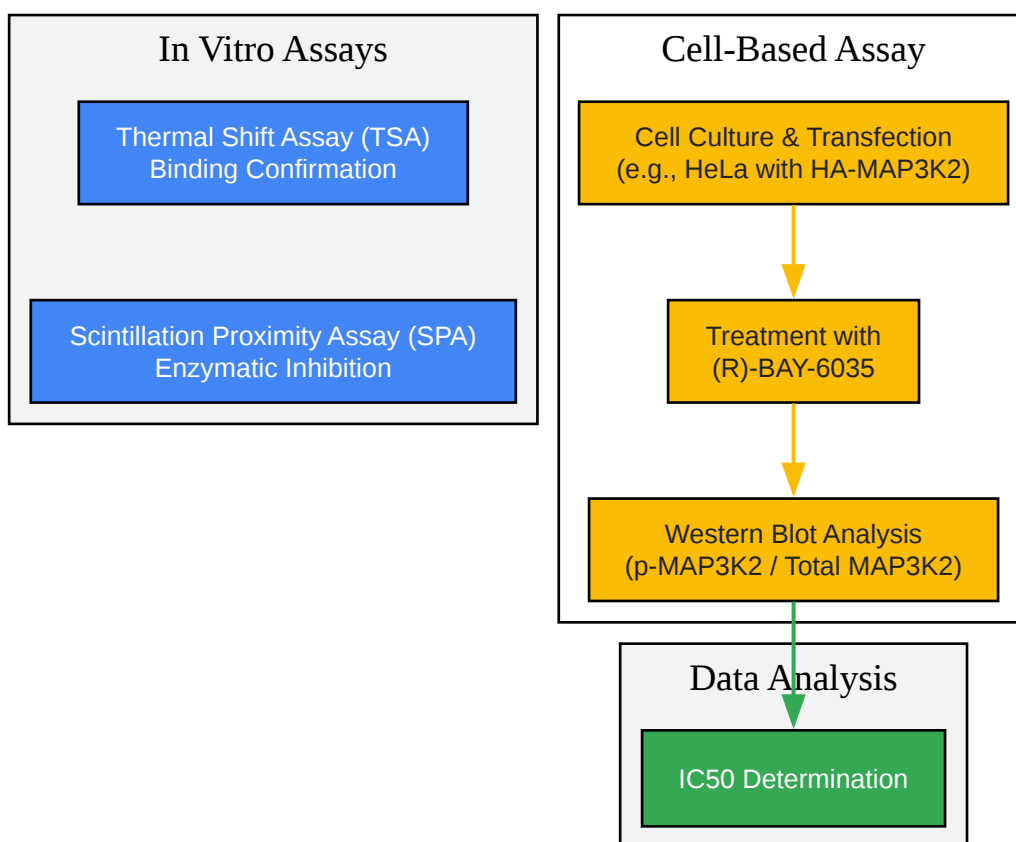 In Vitro Assays
Thermal Shift Assay (TSA)
Binding Confirmation
Scintillation Proximity Assay (SPA)
Enzymatic Inhibition
Cell-Based Assay
Cell Culture & Transfection
(e.g., HeLa with HA-MAP3K2)
Treatment with
(R)-BAY-6035
Western Blot Analysis
(p-MAP3K2 / Total MAP3K2)
Data Analysis
IC50 Determination